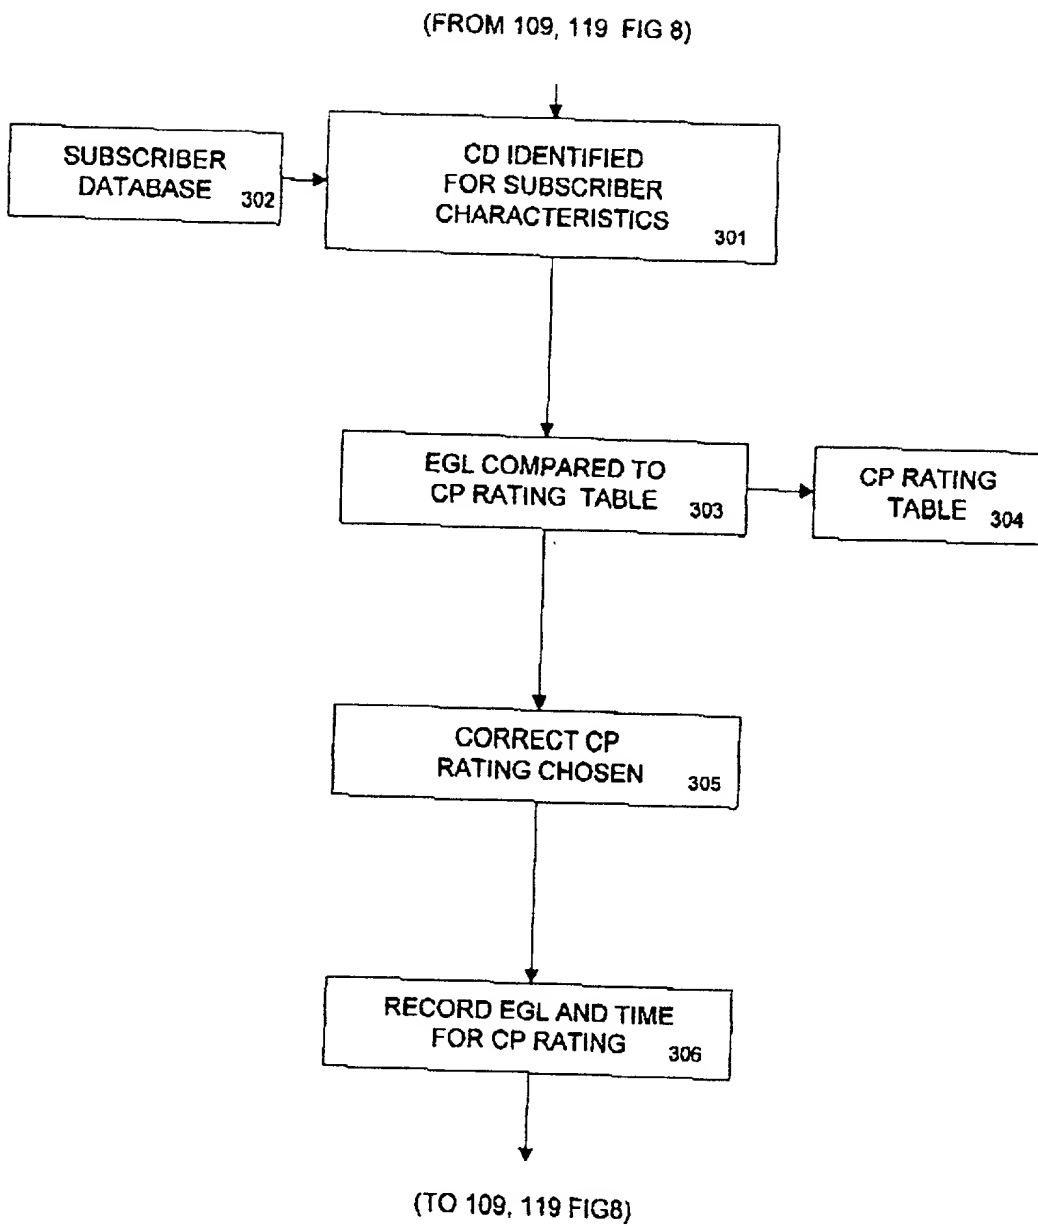 (FROM 109, 119 FIG 8)
SUBSCRIBER
DATABASE 302
CD IDENTIFIED
FOR SUBSCRIBER
CHARACTERISTICS
301
EGL COMPARED TO
CP RATING TABLE 303
CP RATING
TABLE 304
CORRECT CP
RATING CHOSEN 305
RECORD EGL AND TIME
FOR CP RATING 306
(TO 109, 119 FIG8)